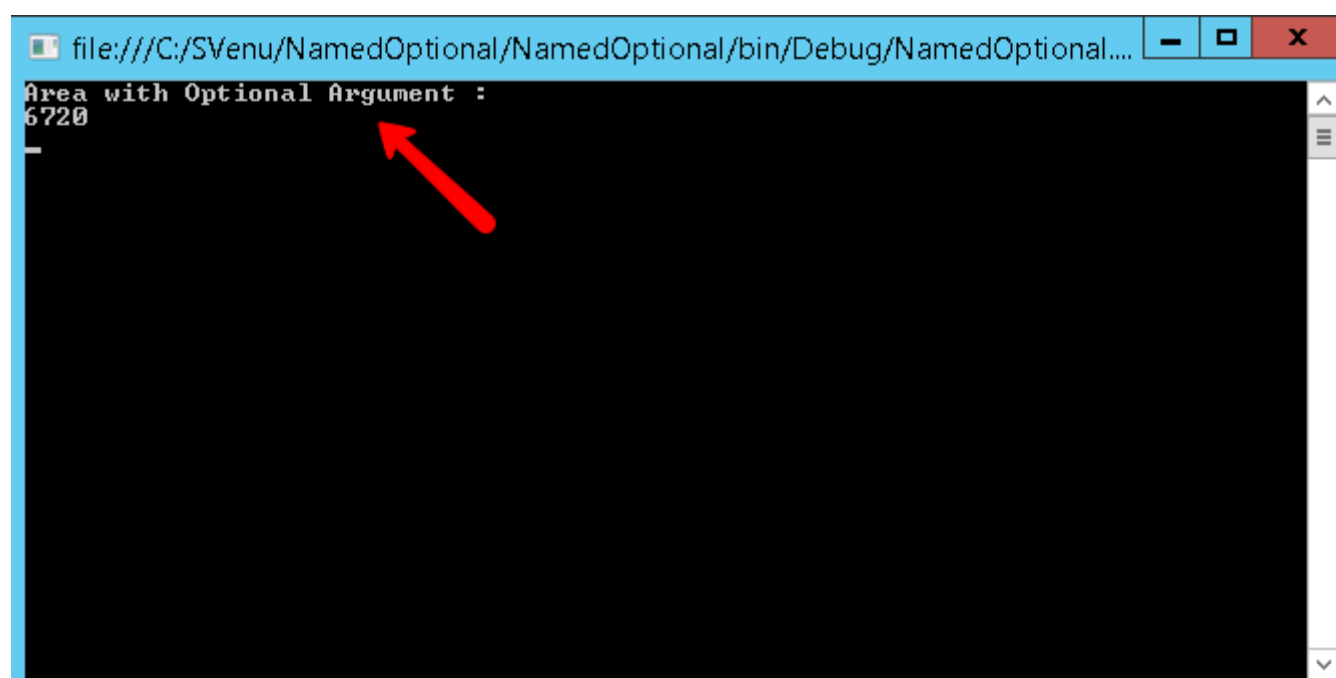 file:///C:/SVenu/NamedOptional/NamedOptional/bin/Debug/NamedOptional....
Area with Optional Argument :
6720